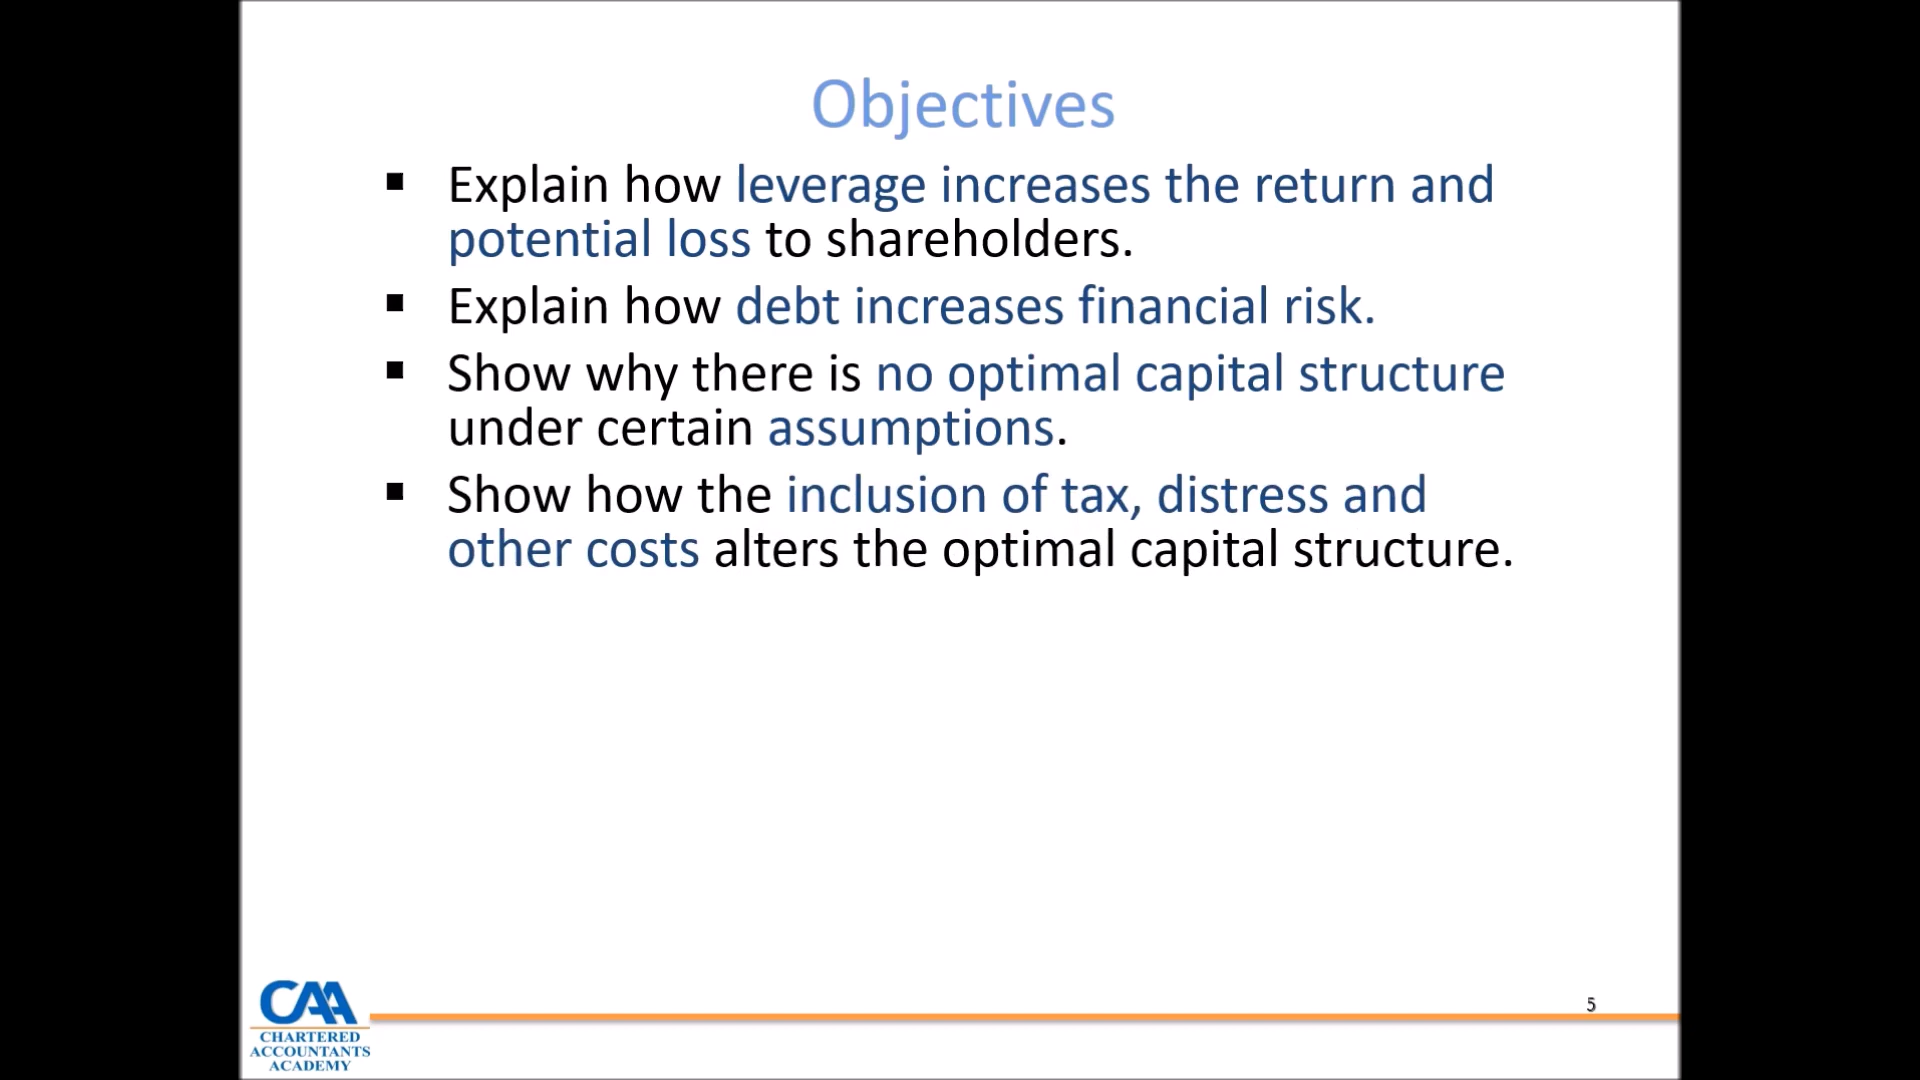 Objectives
▪ Explain how leverage increases the return and
potential loss to shareholders.
▪ Explain how debt increases financial risk.
▪ Show why there is no optimal capital structure
under certain assumptions.
▪ Show how the inclusion of tax, distress and
other costs alters the optimal capital structure.
5
CAA
CHARTERED
ACCOUNTANTS
ACADEMY